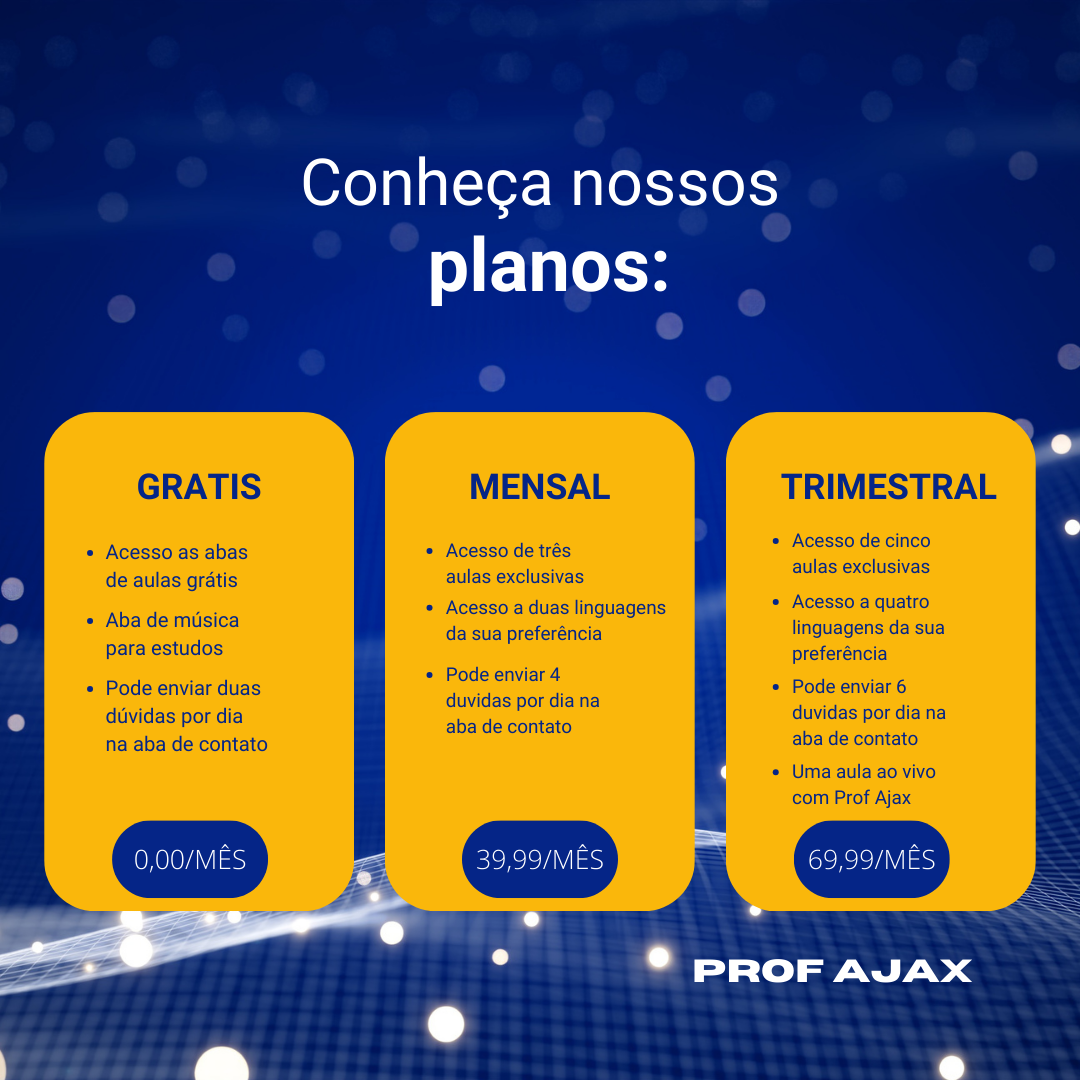 Conheça nossos
planos:
GRATIS
• Acesso as abas
de aulas grátis
• Aba de música
para estudos
• Pode enviar duas
dúvidas por dia
na aba de contato
0,00/MÊS
MENSAL
• Acesso de três
aulas exclusivas
• Acesso a duas linguagens
da sua preferência
• Pode enviar 4
duvidas por dia na
aba de contato
39,99/MÊS
TRIMESTRAL
• Acesso de cinco
aulas exclusivas
• Acesso a quatro
linguagens da sua
preferência
• Pode enviar 6
duvidas por dia na
aba de contato
• Uma aula ao vivo
com Prof Ajax
69,99/MÊS
PROF AJAX